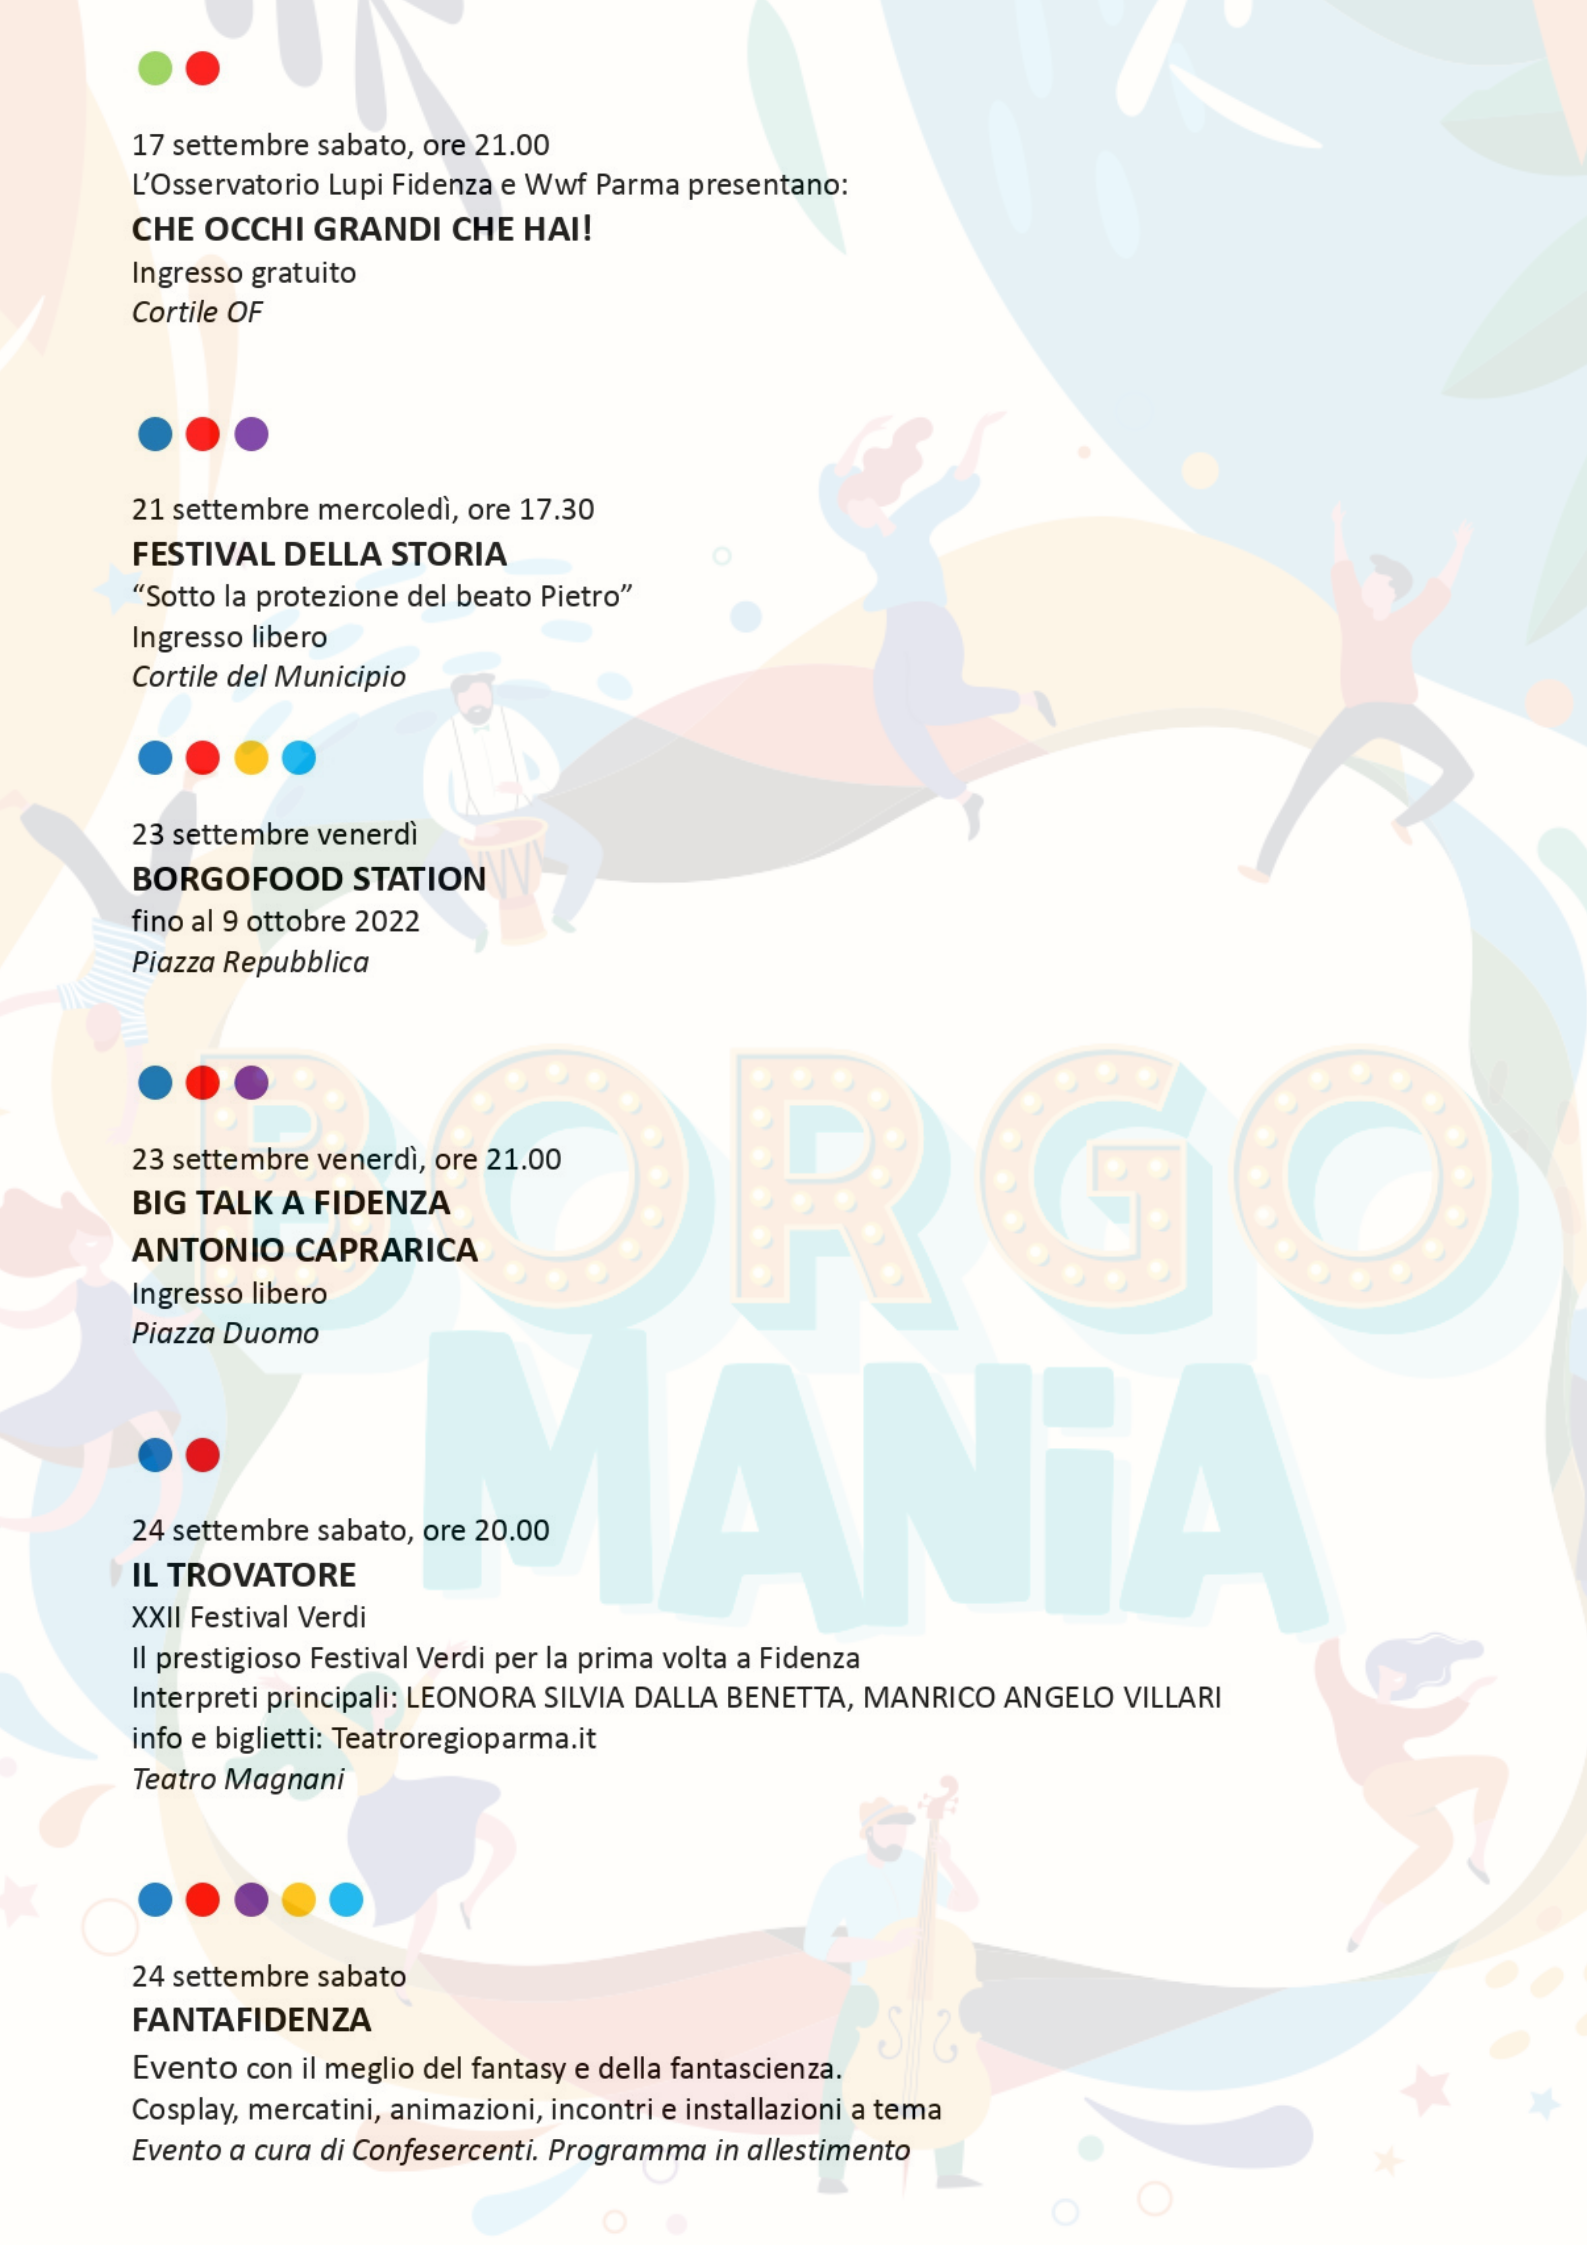 17 settembre sabato, ore 21.00
L’Osservatorio Lupi Fidenza e Wwf Parma presentano:
CHE OCCHI GRANDI CHE HAI!
Ingresso gratuito
Cortile OF
21 settembre mercoledì, ore 17.30
FESTIVAL DELLA STORIA
“Sotto la protezione del beato Pietro”
Ingresso libero
Cortile del Municipio
23 settembre venerdì
BORGOFOOD STATION
fino al 9 ottobre 2022
Piazza Repubblica
23 settembre venerdì, ore 21.00
BIG TALK A FIDENZA
ANTONIO CAPRARICA
Ingresso libero
Piazza Duomo
BORGO
MANiA
24 settembre sabato, ore 20.00
IL TROVATORE
XXII Festival Verdi
Il prestigioso Festival Verdi per la prima volta a Fidenza
Interpreti principali: LEONORA SILVIA DALLA BENETTA, MANRICO ANGELO VILLARI
info e biglietti: Teatroregioparma.it
Teatro Magnani
24 settembre sabato
FANTAFIDENZA
Evento con il meglio del fantasy e della fantascienza.
Cosplay, mercatini, animazioni, incontri e installazioni a tema
Evento a cura di Confesercenti. Programma in allestimento